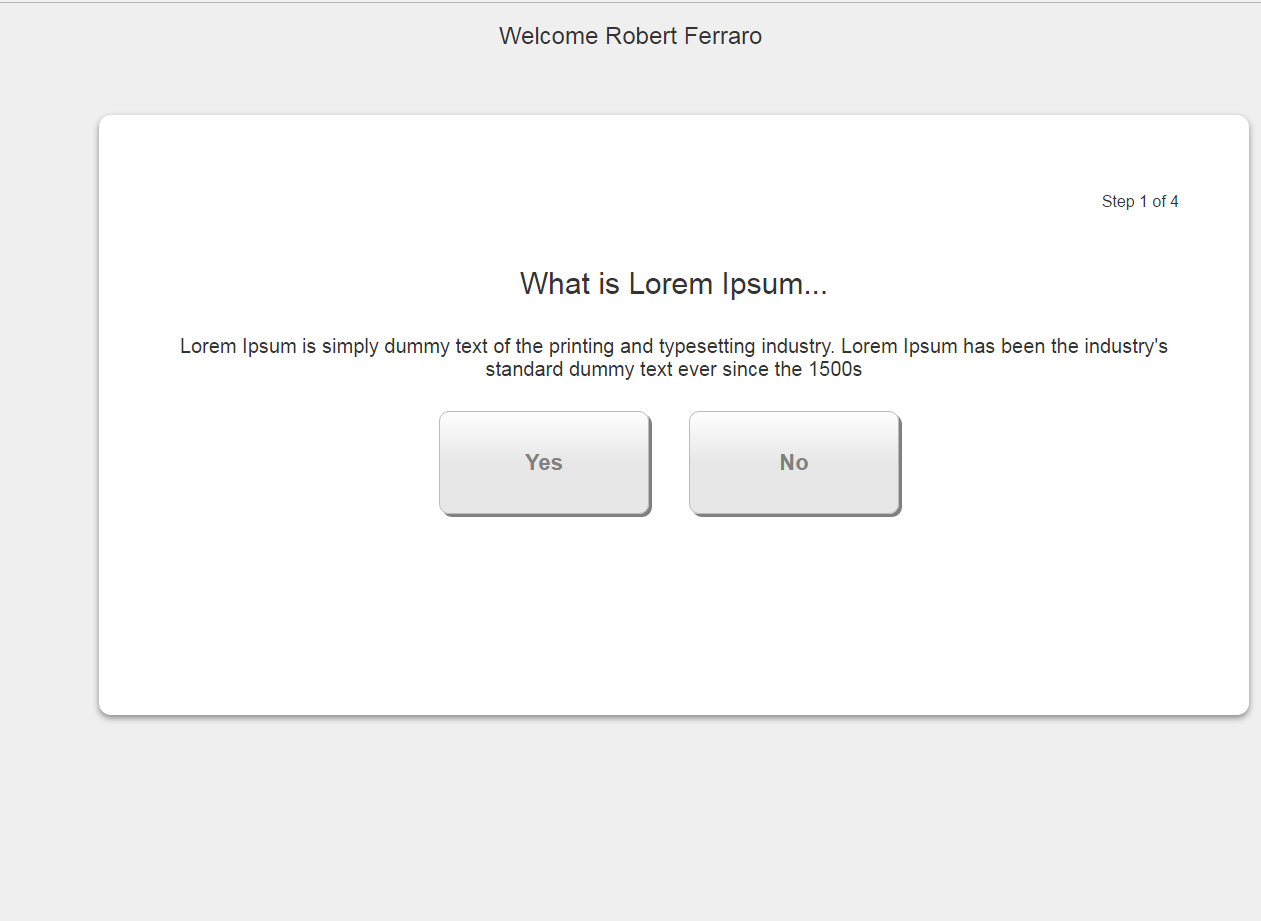 Welcome Robert Ferraro
Step 1 of 4
What is Lorem Ipsum...
Lorem Ipsum is simply dummy text of the printing and typesetting industry. Lorem Ipsum has been the industry's
standard dummy text ever since the 1500s
Yes
No